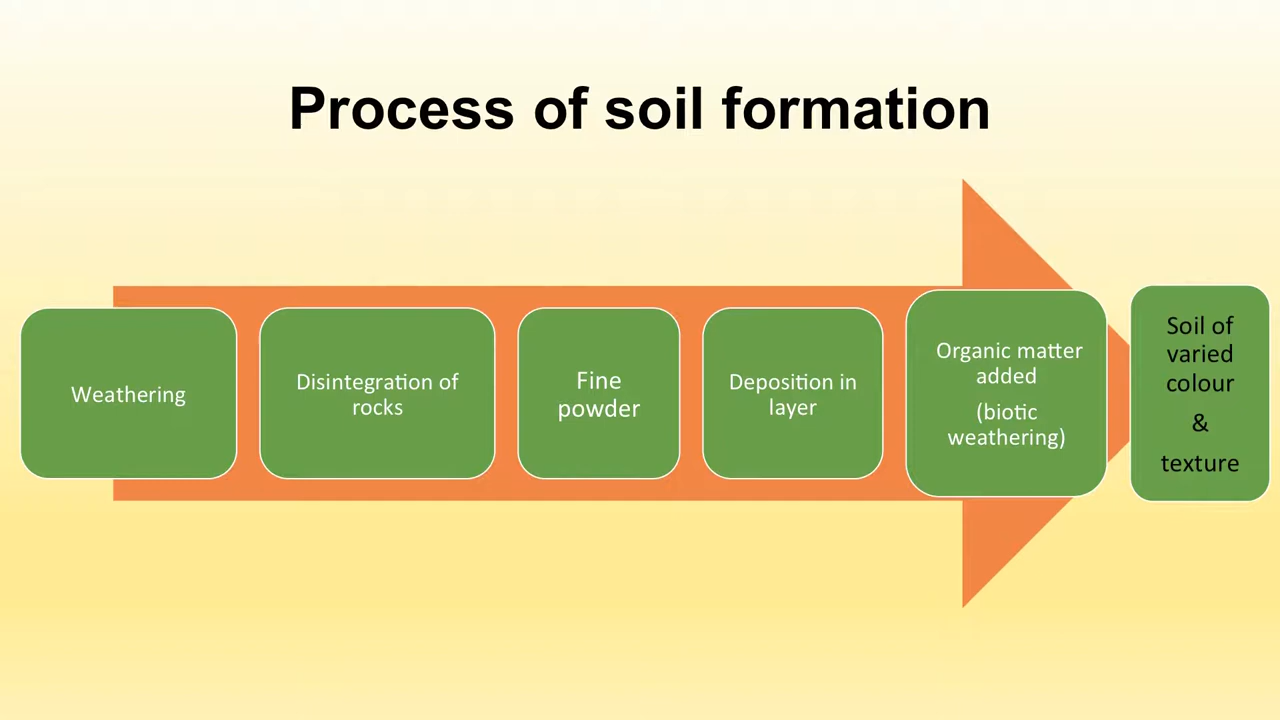 Process of soil formation
Weathering
Disintegration of
rocks
Fine
powder
Deposition in
layer
Organic matter
added
(biotic
weathering)
Soil of
varied
colour
&
texture